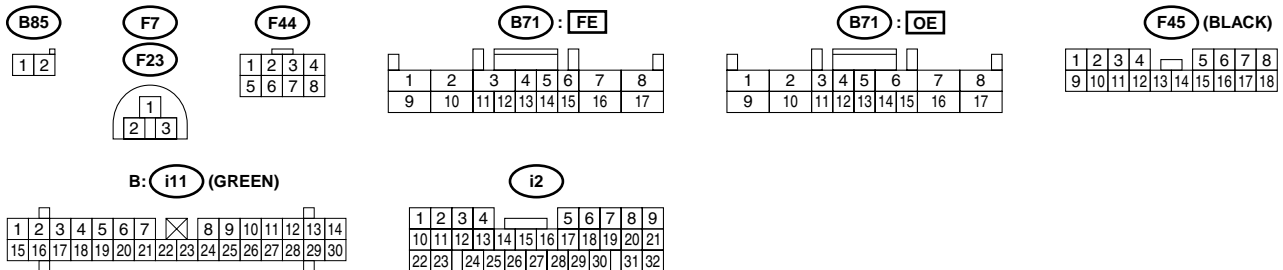 B85
F7
F44
B71 : FE
B71 : OE
F45 (BLACK)
F23
1 2
1 2 3 4
5 6 7 8
1 2 3 4 5 6 7 8
9 10 11 12 13 14 15 16 17
1 2 3 4 5 6 7 8
9 10 11 12 13 14 15 16 17
1 2 3 4 5 6 7 8
9 10 11 12 13 14 15 16 17 18
1
2 3
B: i11 (GREEN)
i2
1 2 3 4 5 6 7 8 9 10 11 12 13 14
15 16 17 18 19 20 21 22 23 24 25 26 27 28 29 30
1 2 3 4 5 6 7 8 9
10 11 12 13 14 15 16 17 18 19 20 21
22 23 24 25 26 27 28 29 30 31 32